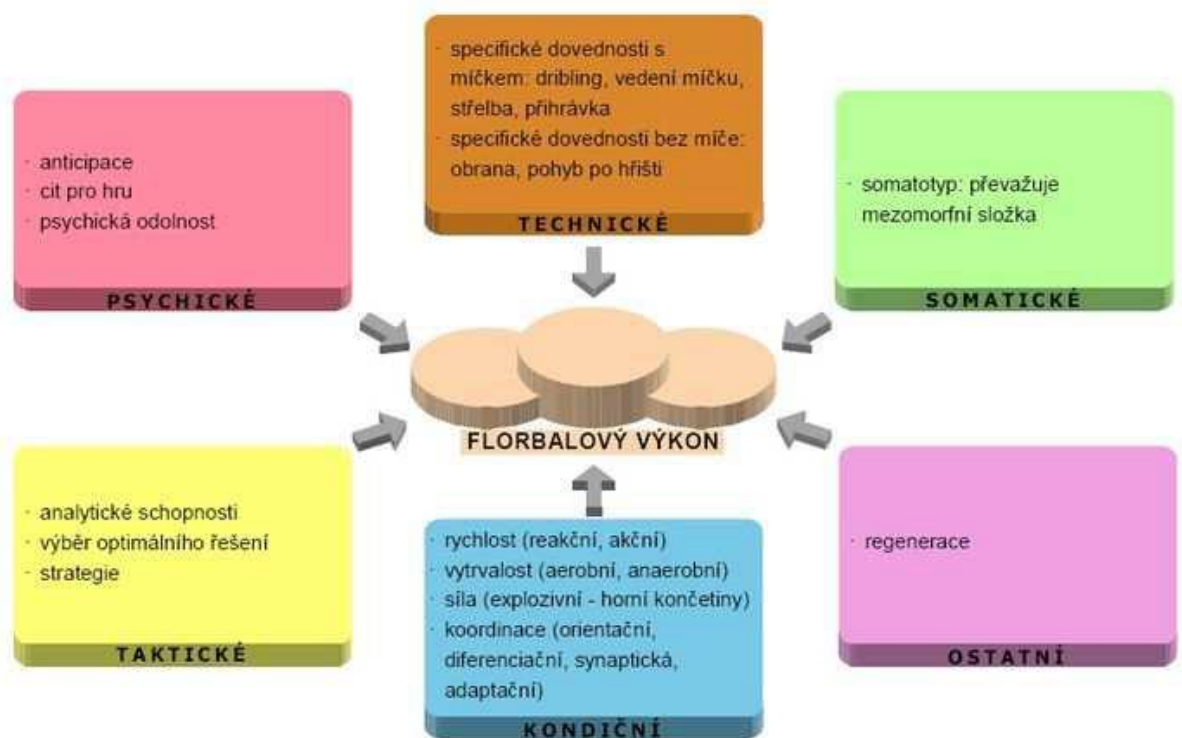 · specifické dovednosti s
míčkem: dribling, vedení míčku,
střelba, přihrávka
· specifické dovednosti bez míče:
obrana, pohyb po hřišti
TECHNICKÉ
· anticipace
· cit pro hru
· psychická odolnost
PSYCHICKÉ
· somatotyp: převažuje
mezomorfní složka
SOMATICKÉ
FLORBALOVÝ VÝKON
· analytické schopnosti
· výběr optimálního řešení
· strategie
TAKTICKÉ
· rychlost (reakční, akční)
· vytrvalost (aerobní, anaerobní)
· síla (explozivní - horní končetiny)
· koordinace (orientační,
diferenciační, synaptická,
adaptační)
KONDIČNÍ
· regenerace
OSTATNÍ